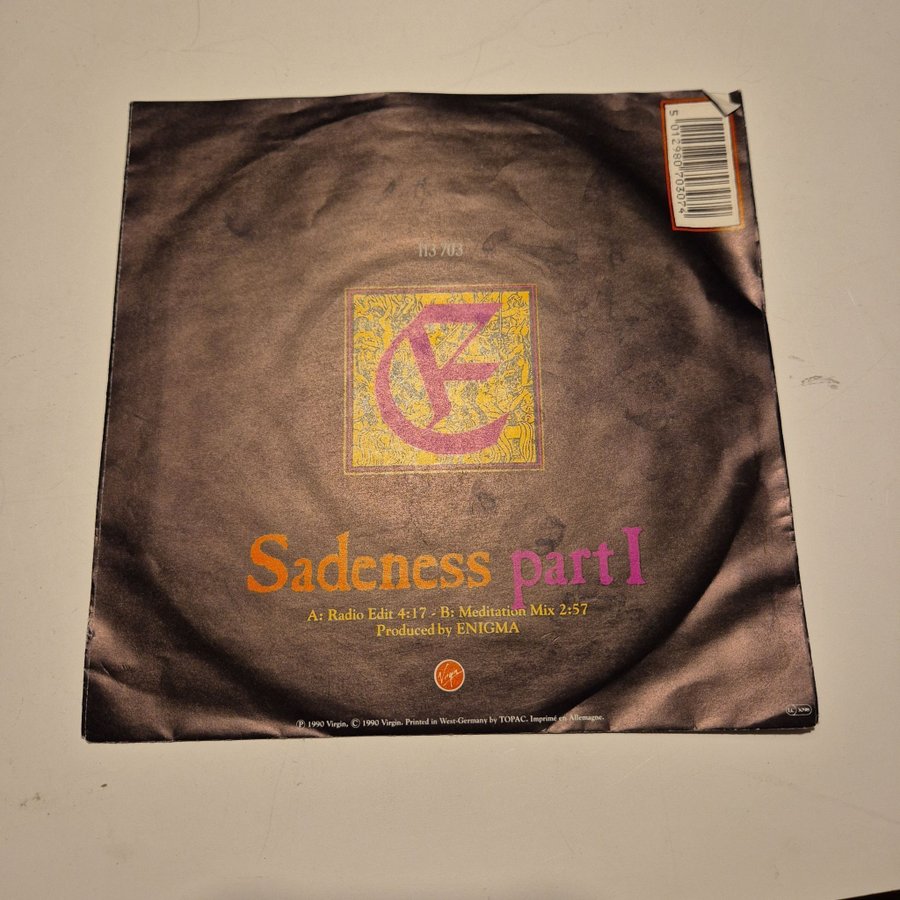 5 012980 703074
113 703
E
Sadeness part I
A: Radio Edit 4:17 - B: Meditation Mix 2:57
Produced by ENIGMA
Virgin
℗ 1990 Virgin. © 1990 Virgin. Printed in West-Germany by TOPAC. Imprimé en Allemagne.
LC